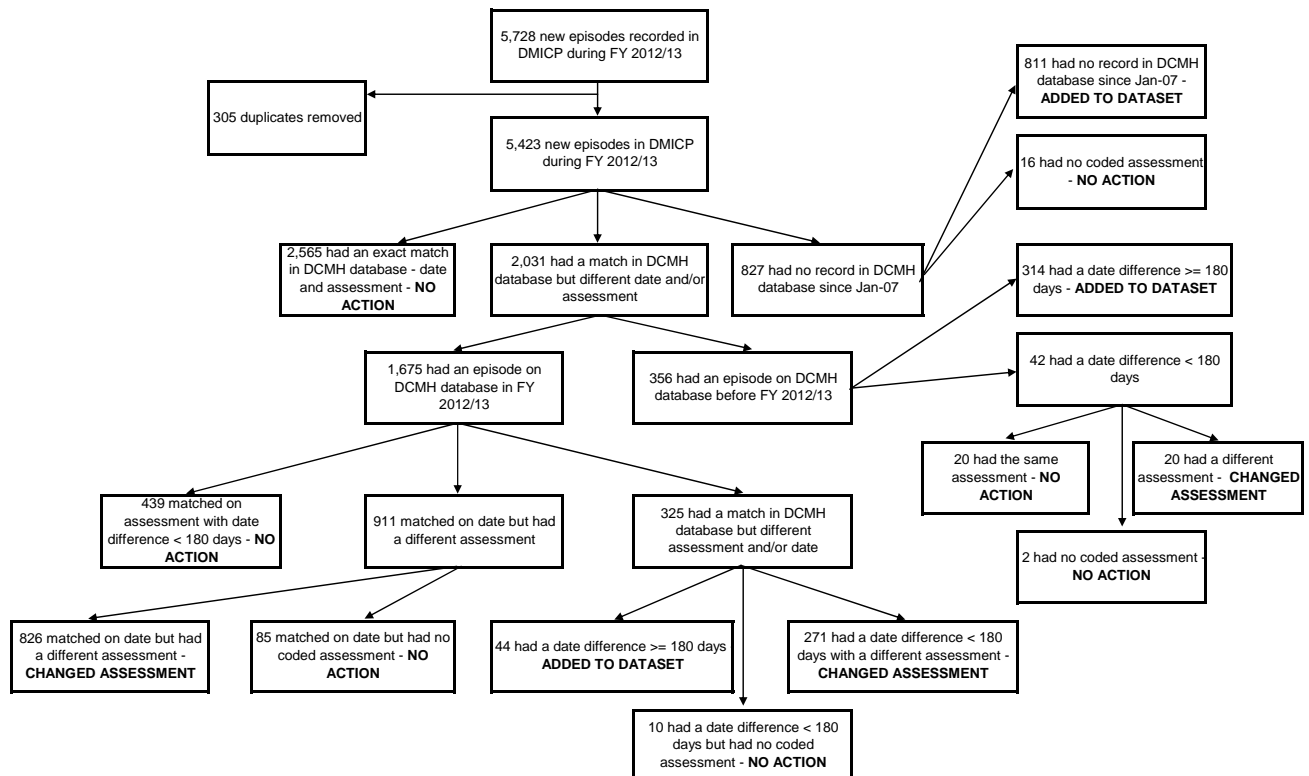 5,728 new episodes recorded in
DMICP during FY 2012/13
811 had no record in DCMH
database since Jan-07 -
ADDED TO DATASET
305 duplicates removed
5,423 new episodes in DMICP
during FY 2012/13
16 had no coded assessment
- NO ACTION
2,565 had an exact match
in DCMH database - date
and assessment - NO
ACTION
2,031 had a match in DCMH
database but different date and/or
assessment
827 had no record in DCMH
database since Jan-07
314 had a date difference >= 180
days - ADDED TO DATASET
1,675 had an episode on
DCMH database in FY
2012/13
356 had an episode on DCMH
database before FY 2012/13
42 had a date difference < 180
days
20 had the same
assessment - NO
ACTION
20 had a different
assessment - CHANGED
ASSESSMENT
439 matched on
assessment with date
difference < 180 days - NO
ACTION
911 matched on date but had
a different assessment
325 had a match in DCMH
database but different
assessment and/or date
2 had no coded assessment -
NO ACTION
826 matched on date but had
a different assessment -
CHANGED ASSESSMENT
85 matched on date but had no
coded assessment - NO
ACTION
44 had a date difference >= 180 days
ADDED TO DATASET
271 had a date difference < 180
days with a different assessment -
CHANGED ASSESSMENT
10 had a date difference < 180
days but had no coded
assessment - NO ACTION